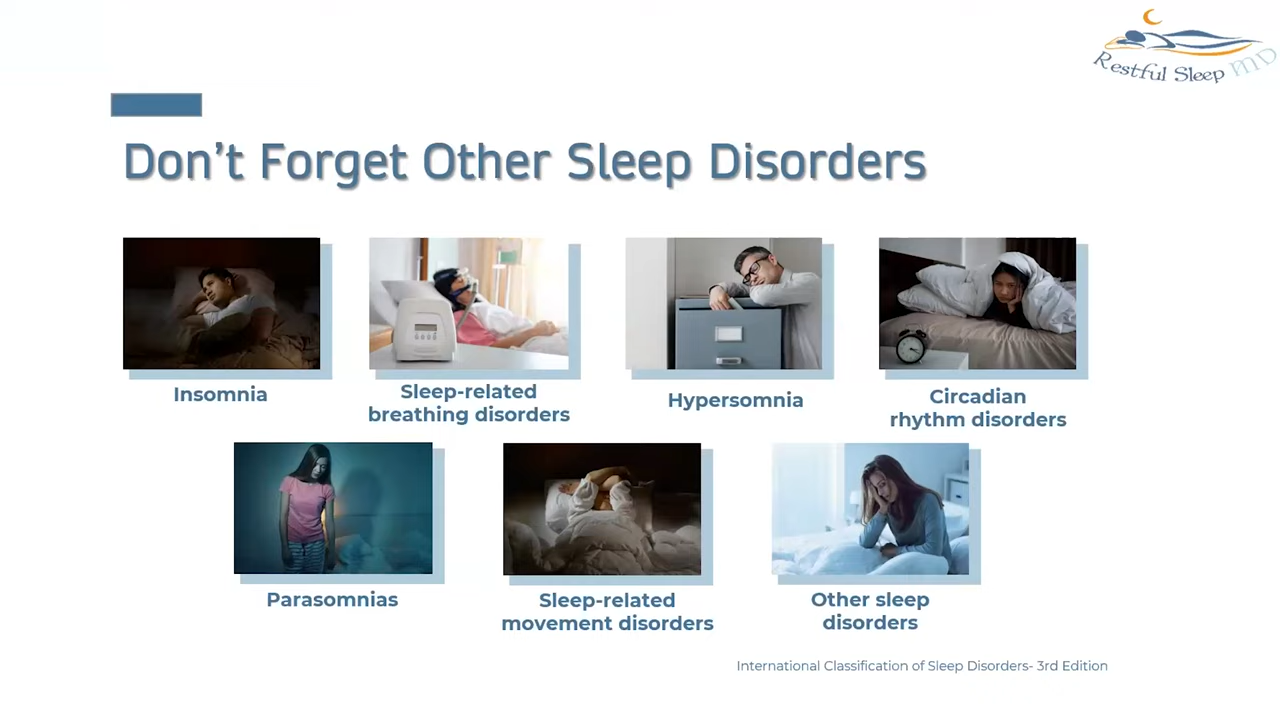 Restful Sleep MD
Don't Forget Other Sleep Disorders
Insomnia
Sleep-related
breathing disorders
Hypersomnia
Circadian
rhythm disorders
Parasomnias
Sleep-related
movement disorders
Other sleep
disorders
International Classification of Sleep Disorders- 3rd Edition